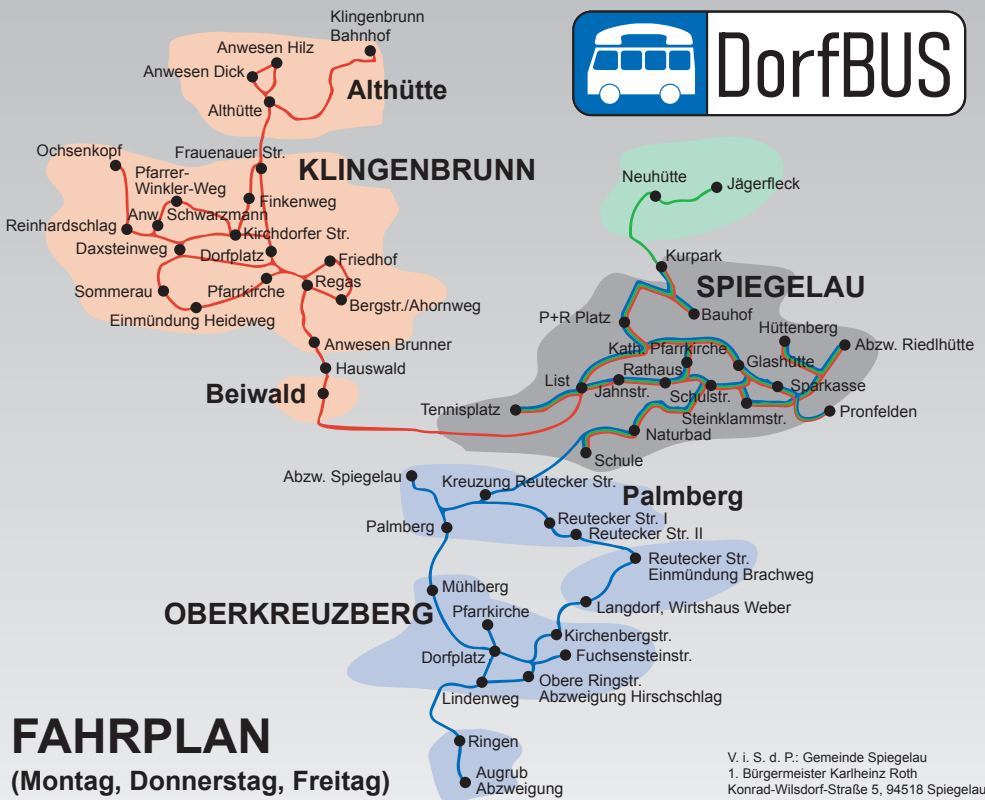 DorfBUS
Klingenbrunn
Bahnhof
Anwesen Hilz
Anwesen Dick
Althütte
Althütte
Ochsenkopf
Frauenauer Str.
KLINGENBRUNN
Pfarrer-
Winkler-Weg
Finkenweg
Anw. Schwarzmann
Reinhardschlag
Kirchdorfer Str.
Daxsteinweg
Dorfplatz
Friedhof
Sommerau
Pfarrkirche
Regas
Bergstr./Ahornweg
Einmündung Heideweg
Anwesen Brunner
Hauswald
Beiwald
Neuhütte
Jägerfleck
Kurpark
SPIEGELAU
P+R Platz
Bauhof
Hüttenberg
Abzw. Riedlhütte
Kath. Pfarrkirche
Glashütte
List
Rathaus
Jahnstr.
Schulstr.
Sparkasse
Tennisplatz
Steinklammstr.
Pronfelden
Naturbad
Schule
Abzw. Spiegelau
Kreuzung Reutecker Str.
Palmberg
Palmberg
Reutecker Str. I
Reutecker Str. II
Reutecker Str.
Einmündung Brachweg
Mühlberg
OBERKREUZBERG
Pfarrkirche
Langdorf, Wirtshaus Weber
Kirchenbergstr.
Dorfplatz
Fuchsensteinstr.
Obere Ringstr.
Abzweigung Hirschschlag
Lindenweg
Ringen
Augrub
Abzweigung
FAHRPLAN
(Montag, Donnerstag, Freitag)
V. i. S. d. P.: Gemeinde Spiegelau
1. Bürgermeister Karlheinz Roth
Konrad-Wilsdorf-Straße 5, 94518 Spiegelau